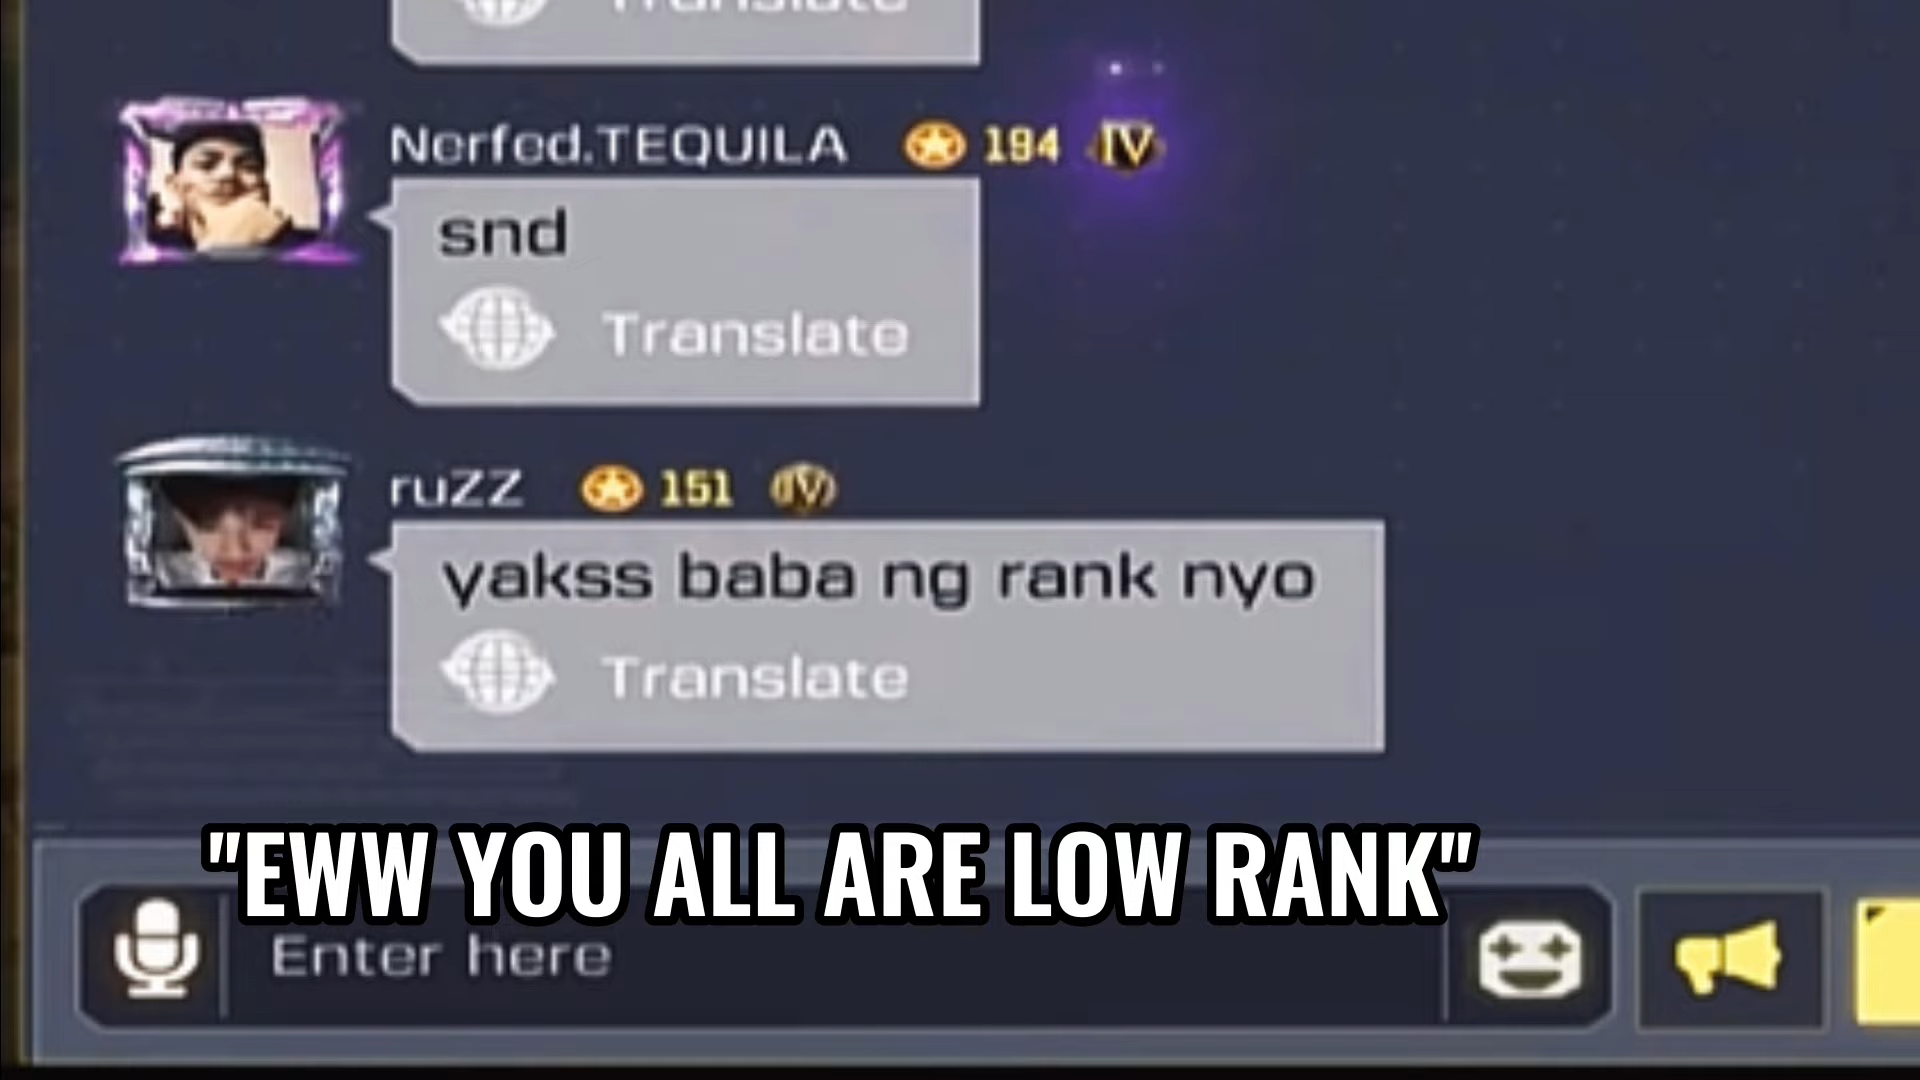 Translate
Nerfed.TEQUILA 194 IV
snd
Translate
ruZZ 151 IV
yakss baba ng rank nyo
Translate
"EWW YOU ALL ARE LOW RANK"
Enter here